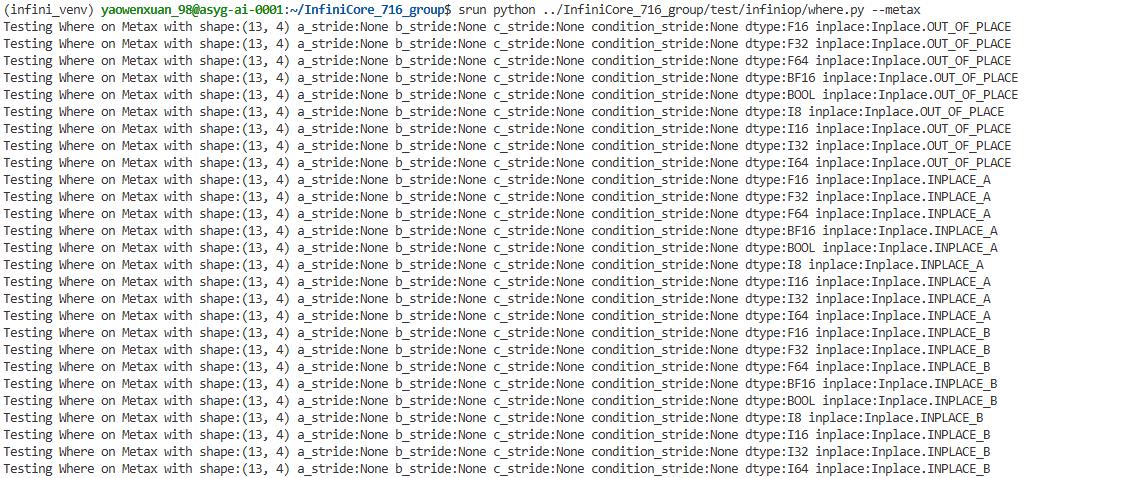 (infini_venv) yaowenxuan_98@asyg-ai-0001:~/InfiniCore_716_group$ srun python ../InfiniCore_716_group/test/infiniop/where.py --metax
Testing Where on Metax with shape:(13, 4) a_stride:None b_stride:None c_stride:None condition_stride:None dtype:F16 inplace:Inplace.OUT_OF_PLACE
Testing Where on Metax with shape:(13, 4) a_stride:None b_stride:None c_stride:None condition_stride:None dtype:F32 inplace:Inplace.OUT_OF_PLACE
Testing Where on Metax with shape:(13, 4) a_stride:None b_stride:None c_stride:None condition_stride:None dtype:F64 inplace:Inplace.OUT_OF_PLACE
Testing Where on Metax with shape:(13, 4) a_stride:None b_stride:None c_stride:None condition_stride:None dtype:BF16 inplace:Inplace.OUT_OF_PLACE
Testing Where on Metax with shape:(13, 4) a_stride:None b_stride:None c_stride:None condition_stride:None dtype:BOOL inplace:Inplace.OUT_OF_PLACE
Testing Where on Metax with shape:(13, 4) a_stride:None b_stride:None c_stride:None condition_stride:None dtype:I8 inplace:Inplace.OUT_OF_PLACE
Testing Where on Metax with shape:(13, 4) a_stride:None b_stride:None c_stride:None condition_stride:None dtype:I16 inplace:Inplace.OUT_OF_PLACE
Testing Where on Metax with shape:(13, 4) a_stride:None b_stride:None c_stride:None condition_stride:None dtype:I32 inplace:Inplace.OUT_OF_PLACE
Testing Where on Metax with shape:(13, 4) a_stride:None b_stride:None c_stride:None condition_stride:None dtype:I64 inplace:Inplace.OUT_OF_PLACE
Testing Where on Metax with shape:(13, 4) a_stride:None b_stride:None c_stride:None condition_stride:None dtype:F16 inplace:Inplace.INPLACE_A
Testing Where on Metax with shape:(13, 4) a_stride:None b_stride:None c_stride:None condition_stride:None dtype:F32 inplace:Inplace.INPLACE_A
Testing Where on Metax with shape:(13, 4) a_stride:None b_stride:None c_stride:None condition_stride:None dtype:F64 inplace:Inplace.INPLACE_A
Testing Where on Metax with shape:(13, 4) a_stride:None b_stride:None c_stride:None condition_stride:None dtype:BF16 inplace:Inplace.INPLACE_A
Testing Where on Metax with shape:(13, 4) a_stride:None b_stride:None c_stride:None condition_stride:None dtype:BOOL inplace:Inplace.INPLACE_A
Testing Where on Metax with shape:(13, 4) a_stride:None b_stride:None c_stride:None condition_stride:None dtype:I8 inplace:Inplace.INPLACE_A
Testing Where on Metax with shape:(13, 4) a_stride:None b_stride:None c_stride:None condition_stride:None dtype:I16 inplace:Inplace.INPLACE_A
Testing Where on Metax with shape:(13, 4) a_stride:None b_stride:None c_stride:None condition_stride:None dtype:I32 inplace:Inplace.INPLACE_A
Testing Where on Metax with shape:(13, 4) a_stride:None b_stride:None c_stride:None condition_stride:None dtype:I64 inplace:Inplace.INPLACE_A
Testing Where on Metax with shape:(13, 4) a_stride:None b_stride:None c_stride:None condition_stride:None dtype:F16 inplace:Inplace.INPLACE_B
Testing Where on Metax with shape:(13, 4) a_stride:None b_stride:None c_stride:None condition_stride:None dtype:F32 inplace:Inplace.INPLACE_B
Testing Where on Metax with shape:(13, 4) a_stride:None b_stride:None c_stride:None condition_stride:None dtype:F64 inplace:Inplace.INPLACE_B
Testing Where on Metax with shape:(13, 4) a_stride:None b_stride:None c_stride:None condition_stride:None dtype:BF16 inplace:Inplace.INPLACE_B
Testing Where on Metax with shape:(13, 4) a_stride:None b_stride:None c_stride:None condition_stride:None dtype:BOOL inplace:Inplace.INPLACE_B
Testing Where on Metax with shape:(13, 4) a_stride:None b_stride:None c_stride:None condition_stride:None dtype:I8 inplace:Inplace.INPLACE_B
Testing Where on Metax with shape:(13, 4) a_stride:None b_stride:None c_stride:None condition_stride:None dtype:I16 inplace:Inplace.INPLACE_B
Testing Where on Metax with shape:(13, 4) a_stride:None b_stride:None c_stride:None condition_stride:None dtype:I32 inplace:Inplace.INPLACE_B
Testing Where on Metax with shape:(13, 4) a_stride:None b_stride:None c_stride:None condition_stride:None dtype:I64 inplace:Inplace.INPLACE_B